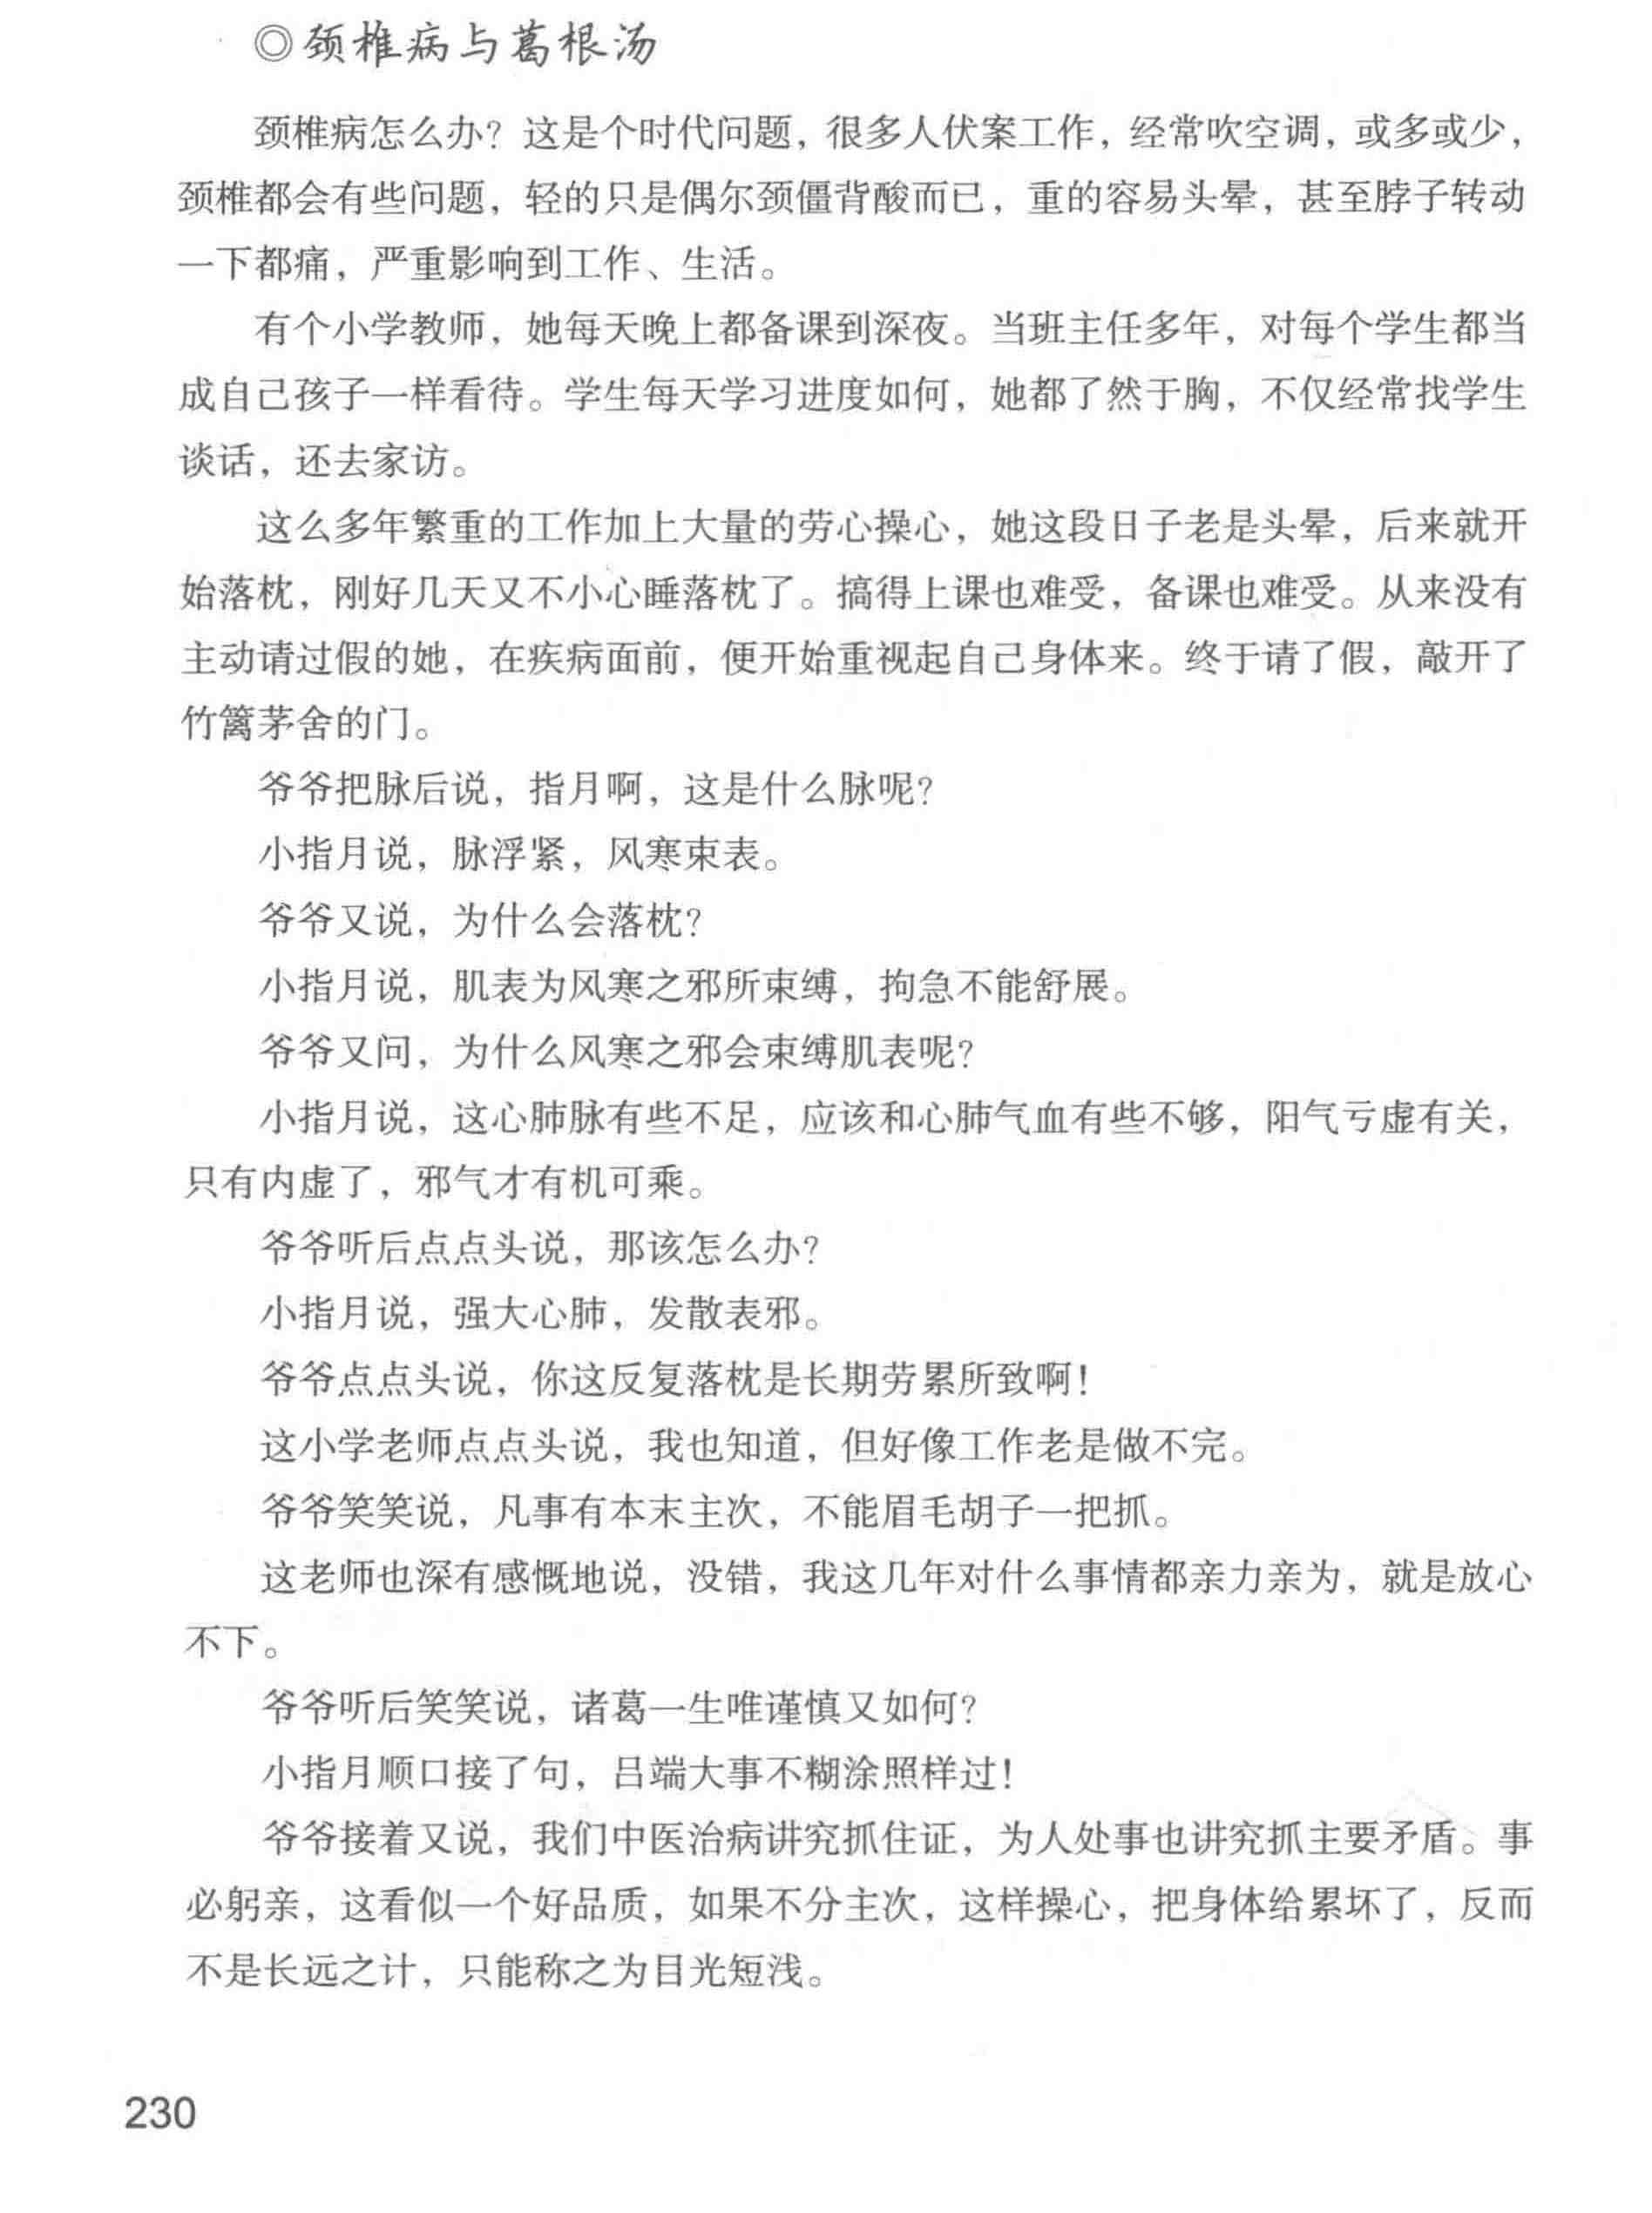 ◎颈椎病与葛根汤
颈椎病怎么办？这是个时代问题，很多人伏案工作，经常吹空调，或多或少，
颈椎都会有些问题，轻的只是偶尔颈僵背酸而已，重的容易头晕，甚至脖子转动
一下都痛，严重影响到工作、生活。
有个小学教师，她每天晚上都备课到深夜。当班主任多年，对每个学生都当
成自己孩子一样看待。学生每天学习进度如何，她都了然于胸，不仅经常找学生
谈话，还去家访。
这么多年繁重的工作加上大量的劳心操心，她这段日子老是头晕，后来就开
始落枕，刚好几天又不小心睡落枕了。搞得上课也难受，备课也难受。从来没有
主动请过假的她，在疾病面前，便开始重视起自己身体来。终于请了假，敲开了
竹篱茅舍的门。
爷爷把脉后说，指月啊，这是什么脉呢？
小指月说，脉浮紧，风寒束表。
爷爷又说，为什么会落枕？
小指月说，肌表为风寒之邪所束缚，拘急不能舒展。
爷爷又问，为什么风寒之邪会束缚肌表呢？
小指月说，这心肺脉有些不足，应该和心肺气血有些不够，阳气亏虚有关，
只有内虚了，邪气才有机可乘。
爷爷听后点点头说，那该怎么办？
小指月说，强大心肺，发散表邪。
爷爷点点头说，你这反复落枕是长期劳累所致啊！
这小学老师点点头说，我也知道，但好像工作老是做不完。
爷爷笑笑说，凡事有本末主次，不能眉毛胡子一把抓。
这老师也深有感慨地说，没错，我这几年对什么事情都亲力亲为，就是放心
不下。
爷爷听后笑笑说，诸葛一生唯谨慎又如何？
小指月顺口接了句，吕端大事不糊涂照样过！
爷爷接着又说，我们中医治病讲究抓住证，为人处事也讲究抓主要矛盾。事
必躬亲，这看似一个好品质，如果不分主次，这样操心，把身体给累坏了，反而
不是长远之计，只能称之为目光短浅。
230